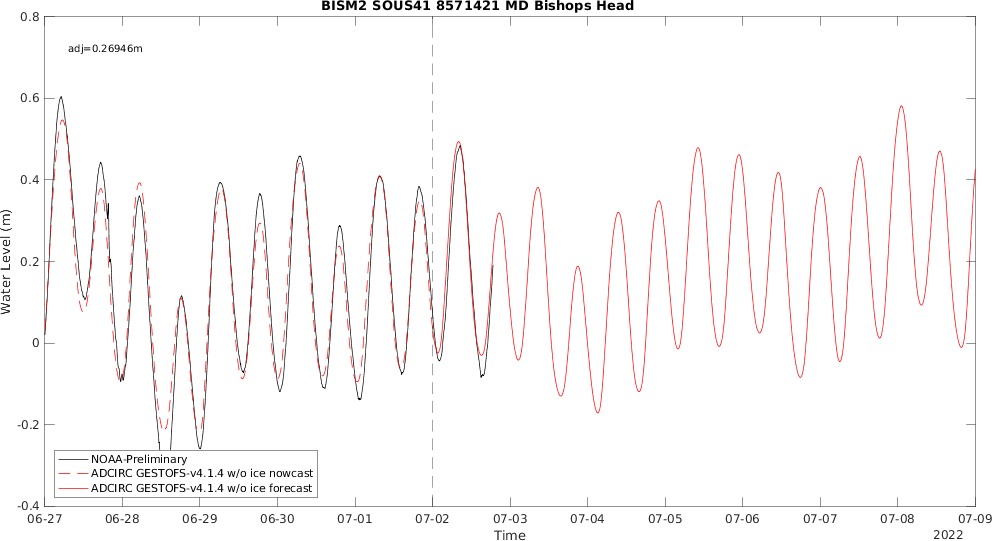 BISM2 SOUS41 8571421 MD Bishops Head
adj=0.26946m
0.8
0.6
0.4
0.2
0
-0.2
-0.4
Water Level (m)
NOAA-Preliminary
ADCIRC GESTOFS-v4.1.4 w/o ice nowcast
ADCIRC GESTOFS-v4.1.4 w/o ice forecast
06-27 06-28 06-29 06-30 07-01 07-02 07-03 07-04 07-05 07-06 07-07 07-08 07-09
Time
2022